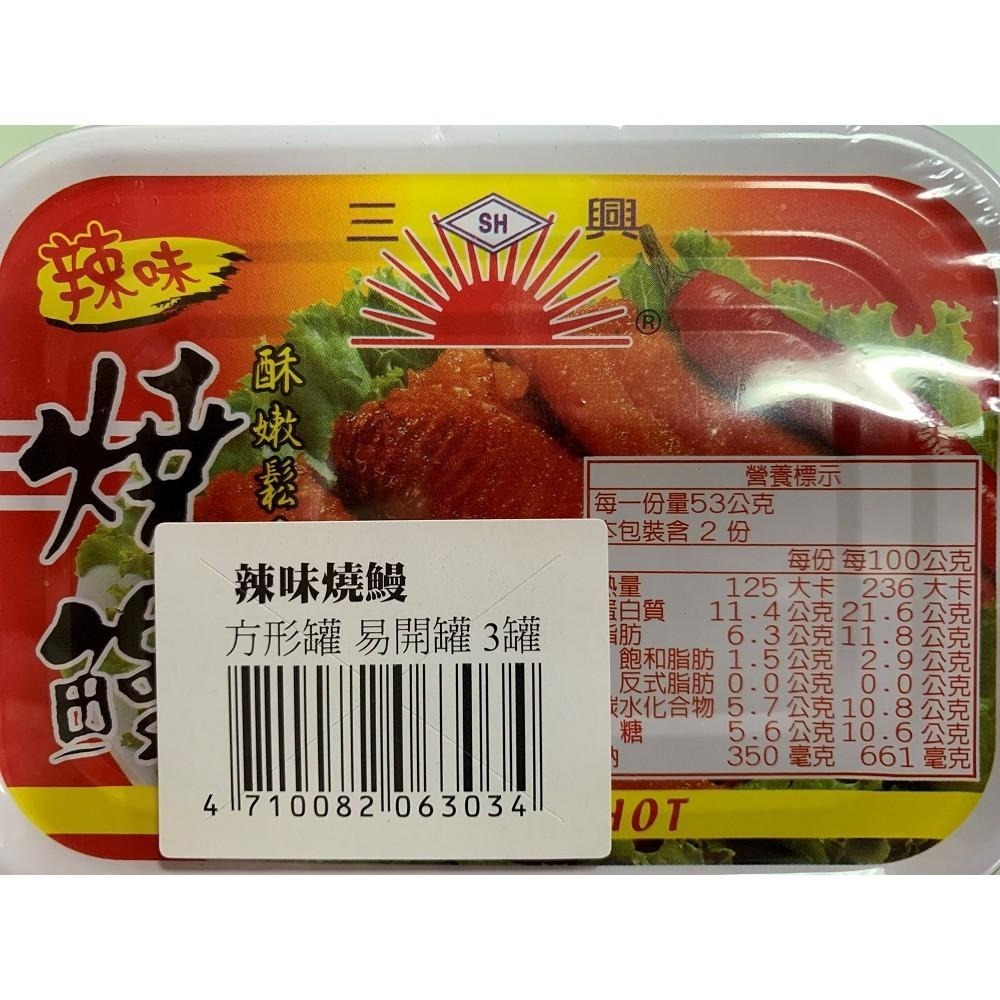 三 SH 興
®
辣味
燒鰻
酥嫩鬆
營養標示
每一份量53公克
本包裝含 2 份
每份 每100公克
熱量 125 大卡 236 大卡
蛋白質 11.4 公克 21.6 公克
脂肪 6.3 公克 11.8 公克
飽和脂肪 1.5 公克 2.9 公克
反式脂肪 0.0 公克 0.0 公克
碳水化合物 5.7 公克 10.8 公克
糖 5.6 公克 10.6 公克
鈉 350 毫克 661 毫克
辣味燒鰻
方形罐 易開罐 3罐
4 710082 063034
HOT